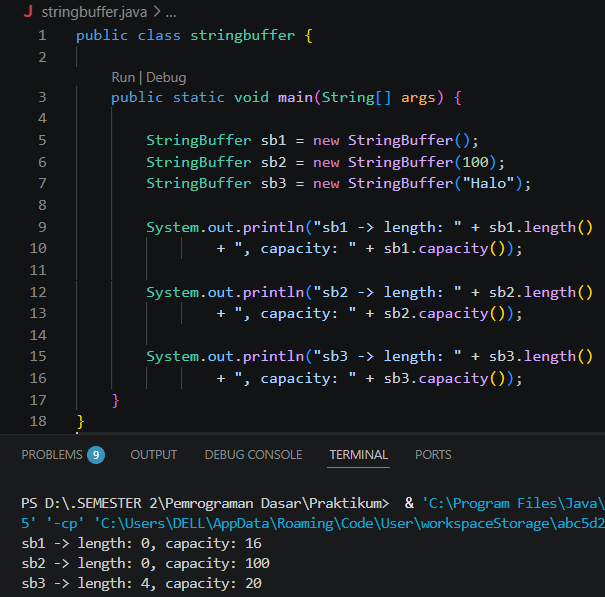 J stringbuffer.java > ...
1 public class stringbuffer {
2
Run | Debug
3 public static void main(String[] args) {
4
5 StringBuffer sb1 = new StringBuffer();
6 StringBuffer sb2 = new StringBuffer(100);
7 StringBuffer sb3 = new StringBuffer("Halo");
8
9 System.out.println("sb1 -> length: " + sb1.length()
10 + ", capacity: " + sb1.capacity());
11
12 System.out.println("sb2 -> length: " + sb2.length()
13 + ", capacity: " + sb2.capacity());
14
15 System.out.println("sb3 -> length: " + sb3.length()
16 + ", capacity: " + sb3.capacity());
17 }
18 }
PROBLEMS 9 OUTPUT DEBUG CONSOLE TERMINAL PORTS
PS D:\.SEMESTER 2\Pemrograman Dasar\Praktikum> & 'C:\Program Files\Java\
5' '-cp' 'C:\Users\DELL\AppData\Roaming\Code\User\workspaceStorage\abc5d2
sb1 -> length: 0, capacity: 16
sb2 -> length: 0, capacity: 100
sb3 -> length: 4, capacity: 20